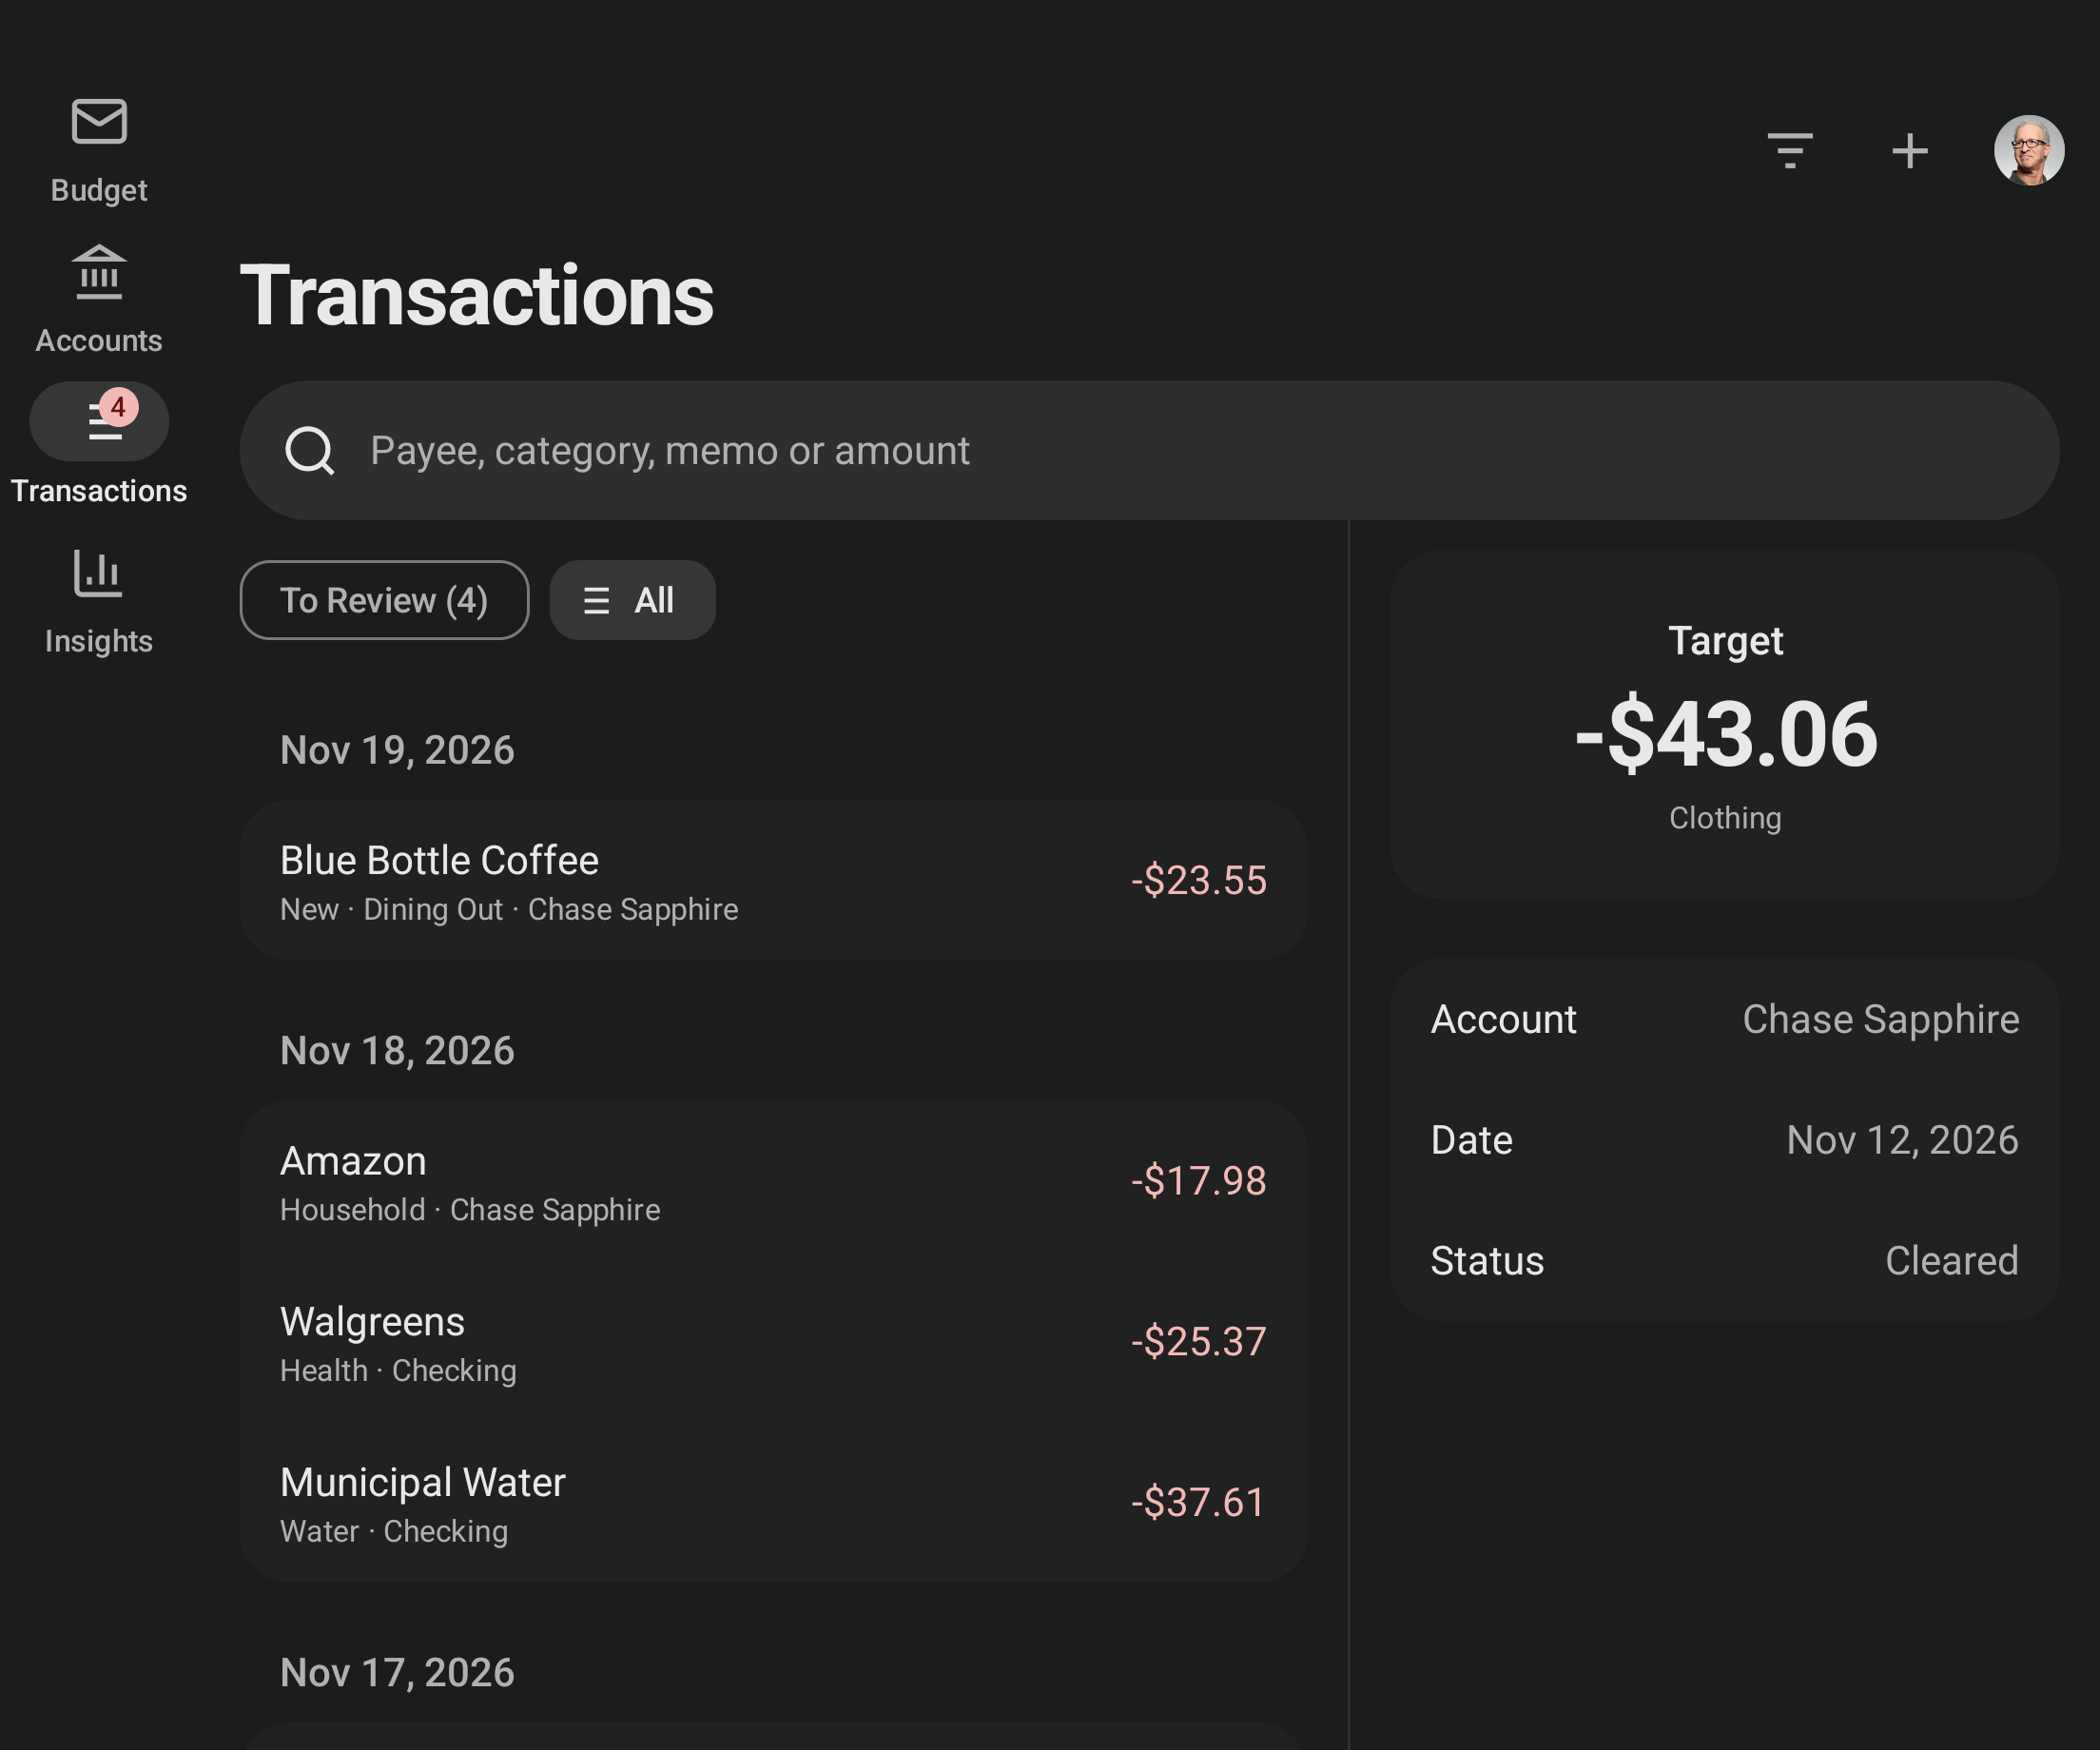 Budget
Accounts
4
Transactions
Insights
Transactions
Payee, category, memo or amount
To Review (4)
All
Nov 19, 2026
Blue Bottle Coffee
New · Dining Out · Chase Sapphire
-$23.55
Nov 18, 2026
Amazon
Household · Chase Sapphire
-$17.98
Walgreens
Health · Checking
-$25.37
Municipal Water
Water · Checking
-$37.61
Nov 17, 2026
Target
-$43.06
Clothing
Account
Chase Sapphire
Date
Nov 12, 2026
Status
Cleared